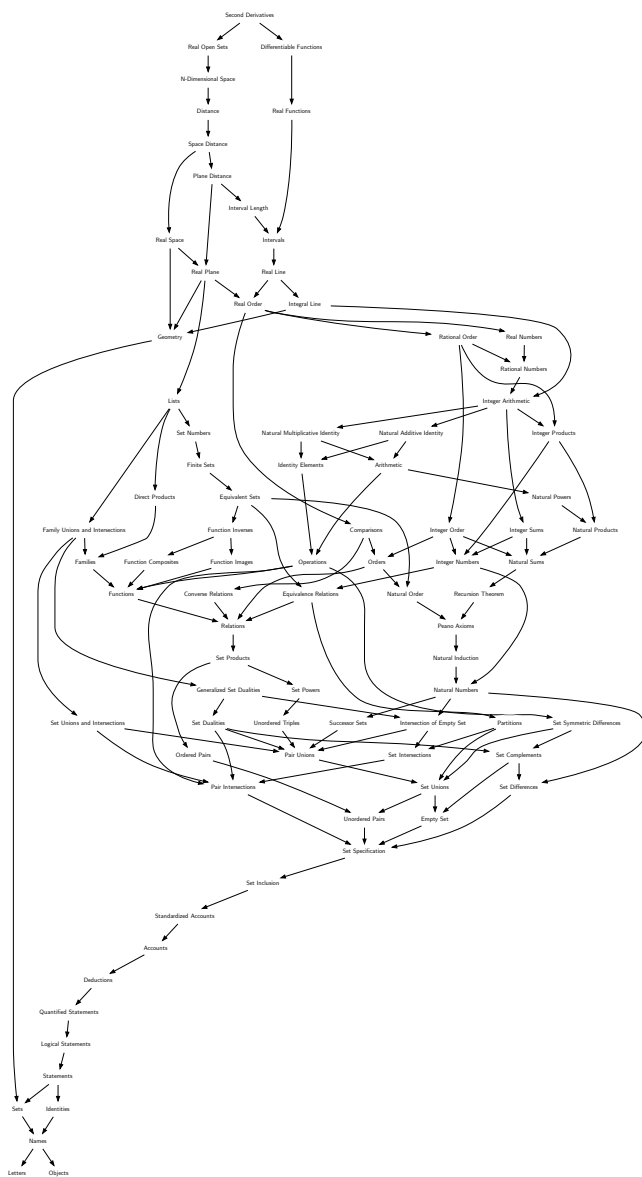 Second Derivatives
Real Open Sets
Differentiable Functions
N-Dimensional Space
Distance
Real Functions
Space Distance
Plane Distance
Interval Length
Real Space
Intervals
Real Plane
Real Line
Real Order
Integral Line
Geometry
Rational Order
Real Numbers
Rational Numbers
Lists
Integer Arithmetic
Set Numbers
Natural Multiplicative Identity
Natural Additive Identity
Integer Products
Finite Sets
Identity Elements
Arithmetic
Direct Products
Equivalent Sets
Natural Powers
Family Unions and Intersections
Function Inverses
Comparisons
Integer Order
Integer Sums
Natural Products
Families
Function Composites
Function Images
Operations
Orders
Integer Numbers
Natural Sums
Functions
Converse Relations
Equivalence Relations
Natural Order
Recursion Theorem
Relations
Peano Axioms
Set Products
Natural Induction
Generalized Set Dualities
Set Powers
Natural Numbers
Set Unions and Intersections
Set Dualities
Unordered Triples
Successor Sets
Intersection of Empty Set
Partitions
Set Symmetric Differences
Ordered Pairs
Pair Unions
Set Intersections
Set Complements
Pair Intersections
Set Unions
Set Differences
Unordered Pairs
Empty Set
Set Specification
Set Inclusion
Standardized Accounts
Accounts
Deductions
Quantified Statements
Logical Statements
Statements
Sets
Identities
Names
Letters
Objects